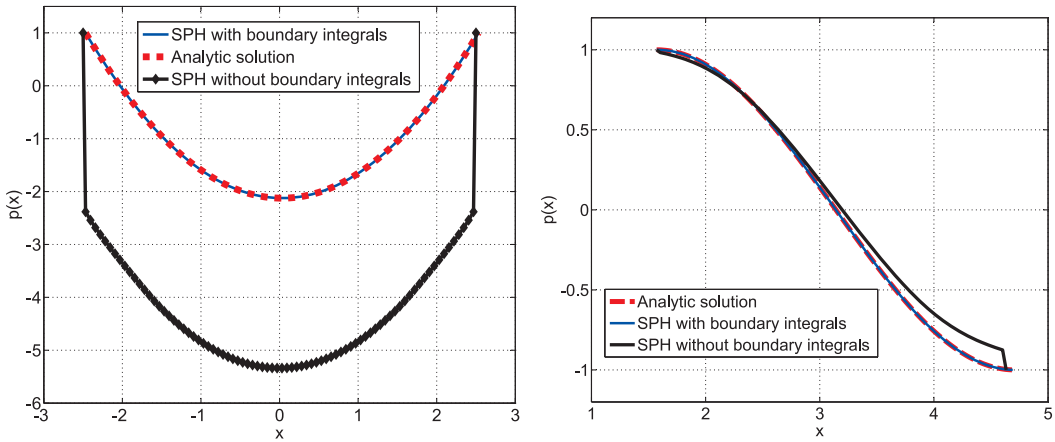 1
0
-1
-2
-3
-4
-5
-6
p(x)
-3
-2
-1
0
1
2
3
x
SPH with boundary integrals
Analytic solution
SPH without boundary integrals
1
0.5
0
-0.5
-1
p(x)
1
2
3
4
5
x
Analytic solution
SPH with boundary integrals
SPH without boundary integrals